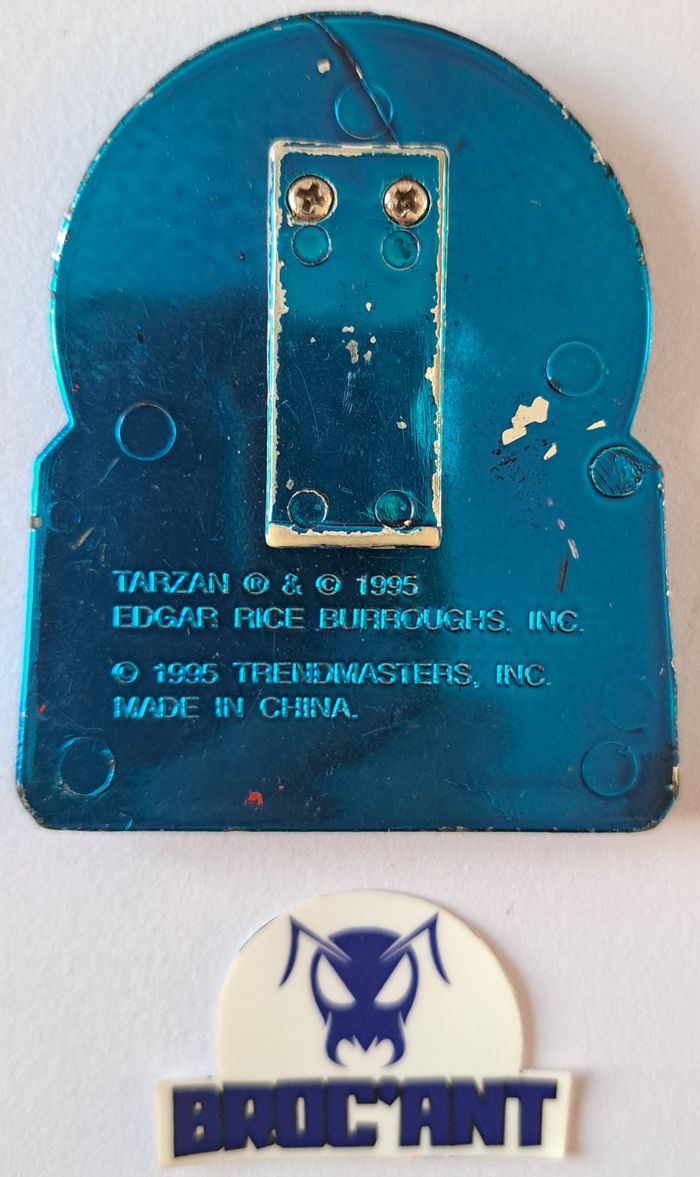 TARZAN ® & © 1995
EDGAR RICE BURROUGHS, INC.
© 1995 TRENDMASTERS, INC.
MADE IN CHINA.
BROC'ANT